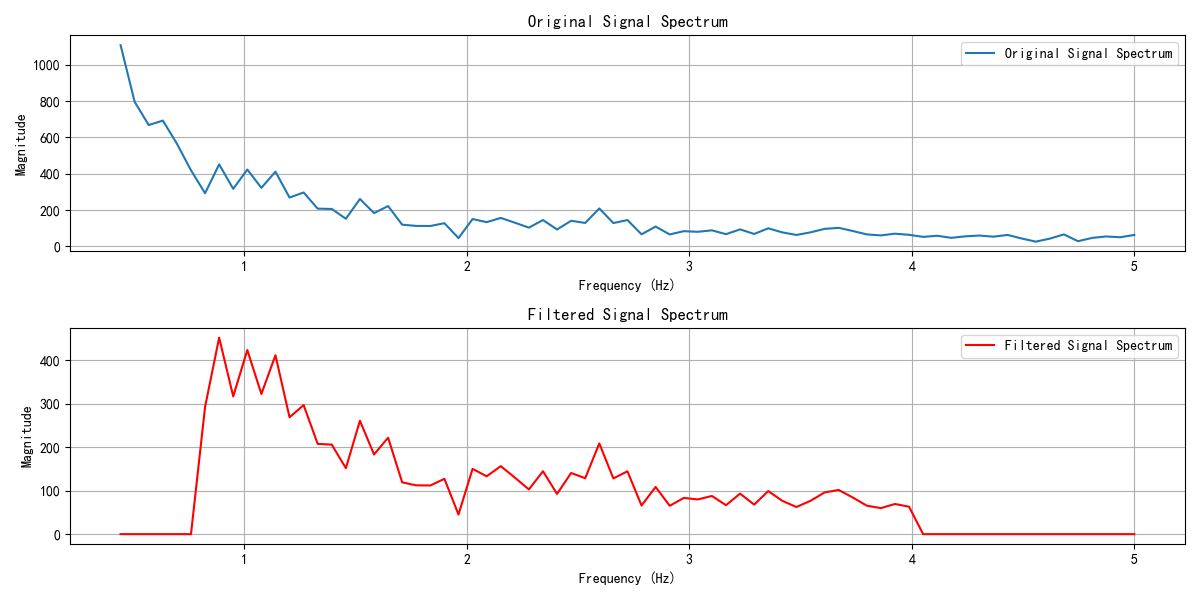 Original Signal Spectrum
Original Signal Spectrum
Magnitude
1000
800
600
400
200
0
1 2 3 4 5
Frequency (Hz)
Filtered Signal Spectrum
Filtered Signal Spectrum
Magnitude
400
300
200
100
0
1 2 3 4 5
Frequency (Hz)